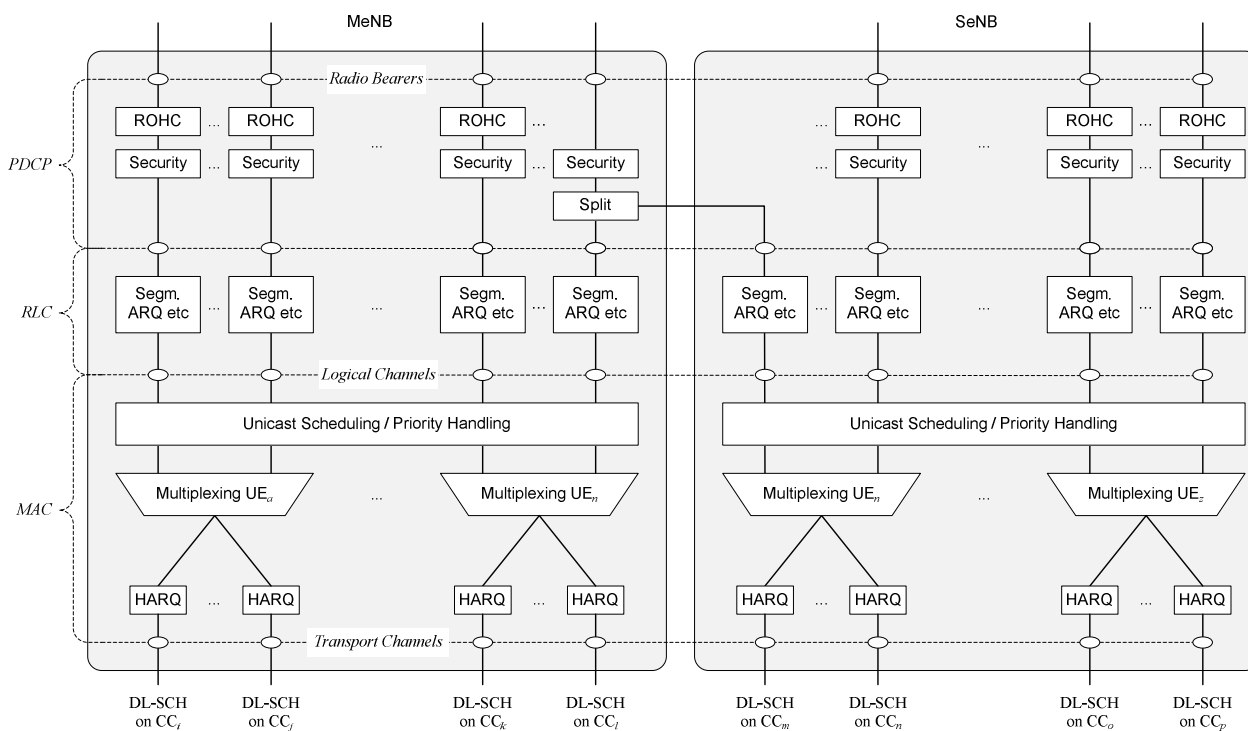 MeNB SeNB
Radio Bearers
ROHC ... ROHC ROHC ... ... ROHC ROHC ... ROHC
... ...
PDCP
Security ... Security Security ... Security ... Security Security ... Security
Split
RLC
Segm. ARQ etc ... Segm. ARQ etc ... Segm. ARQ etc ... Segm. ARQ etc Segm. ARQ etc ... Segm. ARQ etc ... Segm. ARQ etc ... Segm. ARQ etc
Logical Channels
Unicast Scheduling / Priority Handling Unicast Scheduling / Priority Handling
Multiplexing UEa ... Multiplexing UEn Multiplexing UEn ... Multiplexing UEz
MAC
HARQ ... HARQ HARQ ... HARQ HARQ ... HARQ HARQ ... HARQ
Transport Channels
DL-SCH DL-SCH DL-SCH DL-SCH DL-SCH DL-SCH DL-SCH DL-SCH
on CCi on CCj on CCk on CCl on CCm on CCn on CCo on CCp